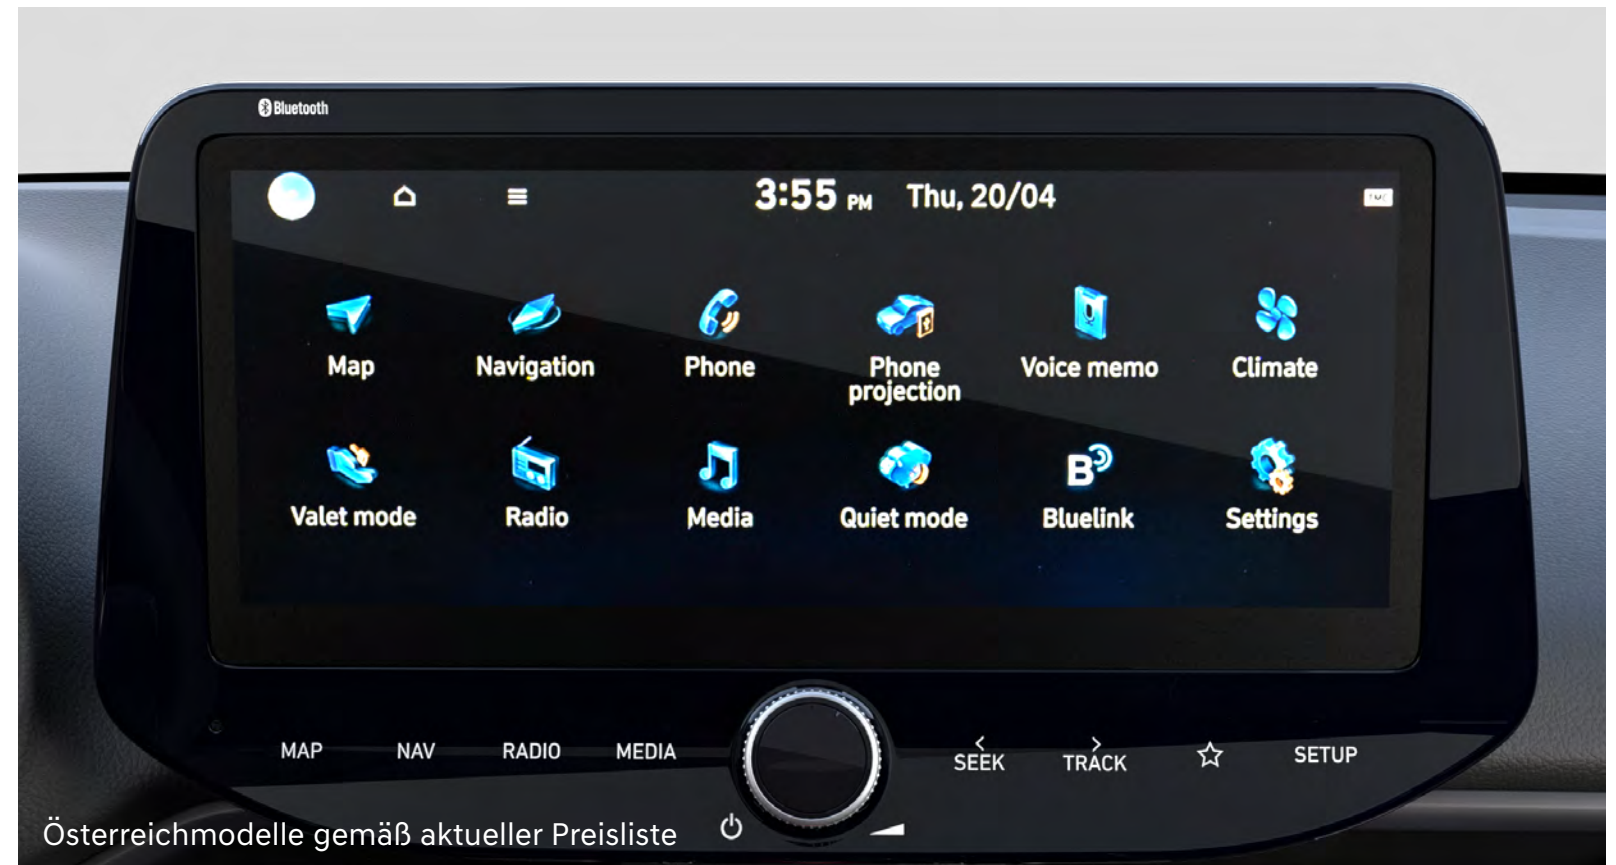 Bluetooth
3:55 PM Thu, 20/04 TMC
Map Navigation Phone Phone projection Voice memo Climate
Valet mode Radio Media Quiet mode Bluelink Settings
MAP NAV RADIO MEDIA < SEEK > TRACK SETUP
Österreichmodelle gemäß aktueller Preisliste